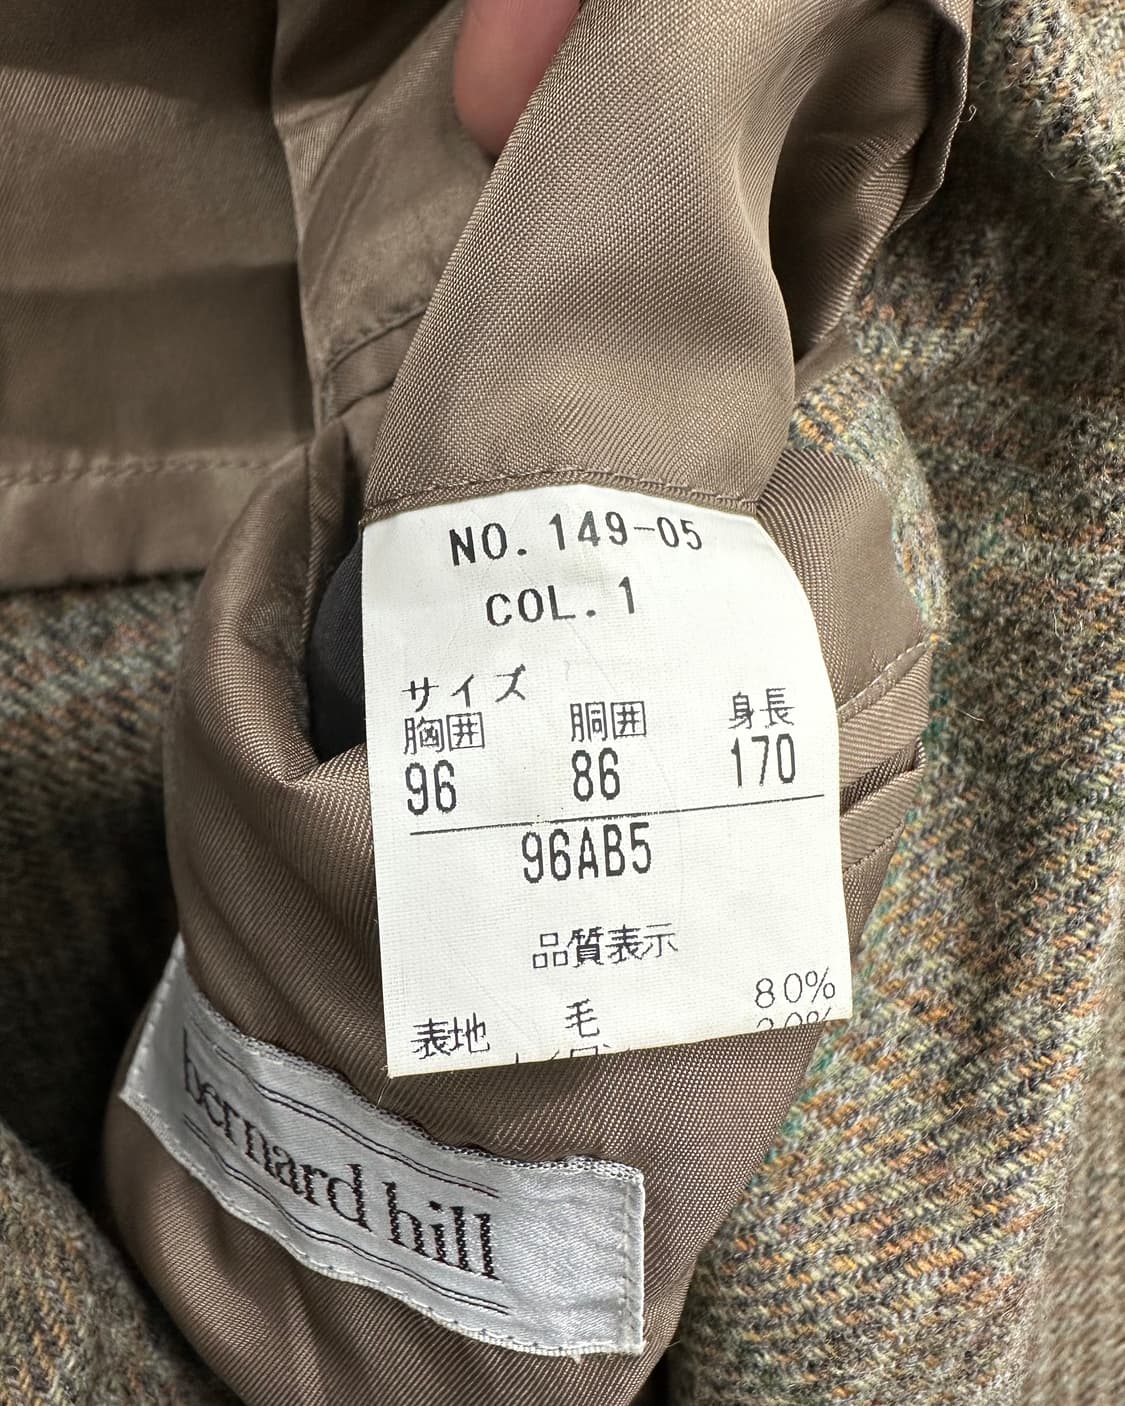 NO. 149-05
COL. 1
サイズ
胸囲 胴囲 身長
96 86 170
96AB5
品質表示
表地 毛 80%
bernard hill